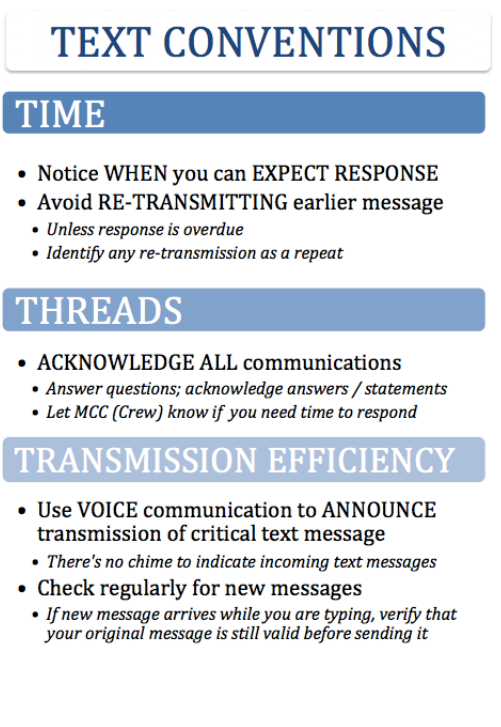 TEXT CONVENTIONS
TIME
• Notice WHEN you can EXPECT RESPONSE
• Avoid RE-TRANSMITTING earlier message
• Unless response is overdue
• Identify any re-transmission as a repeat
THREADS
• ACKNOWLEDGE ALL communications
• Answer questions; acknowledge answers / statements
• Let MCC (Crew) know if you need time to respond
TRANSMISSION EFFICIENCY
• Use VOICE communication to ANNOUNCE
transmission of critical text message
• There's no chime to indicate incoming text messages
• Check regularly for new messages
• If new message arrives while you are typing, verify that
your original message is still valid before sending it